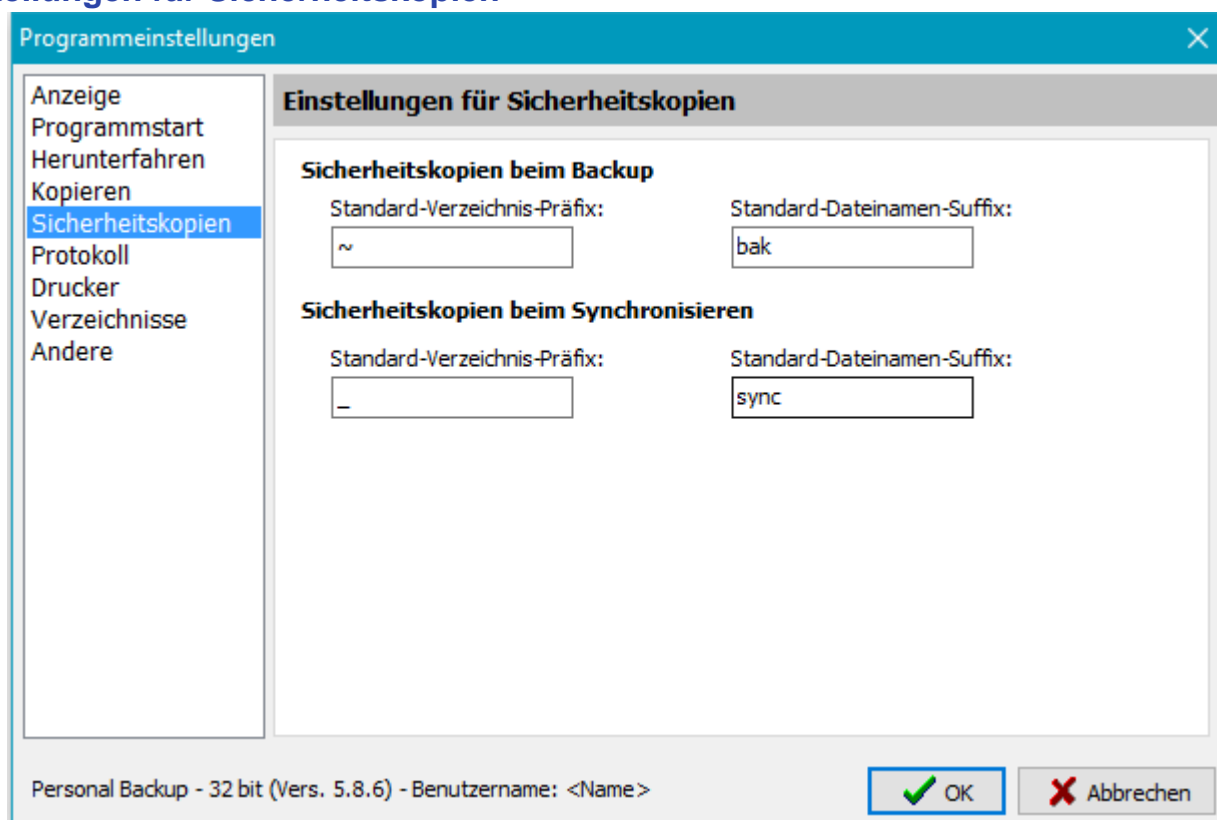 für Sicherheitskopien
Programmeinstellungen
Anzeige
Programmstart
Herunterfahren
Kopieren
Sicherheitskopien
Protokoll
Drucker
Verzeichnisse
Andere
Einstellungen für Sicherheitskopien
Sicherheitskopien beim Backup
Standard-Verzeichnis-Präfix: Standard-Dateinamen-Suffix:
~ bak
Sicherheitskopien beim Synchronisieren
Standard-Verzeichnis-Präfix: Standard-Dateinamen-Suffix:
_ sync
Personal Backup - 32 bit (Vers. 5.8.6) - Benutzername: <Name>
OK Abbrechen